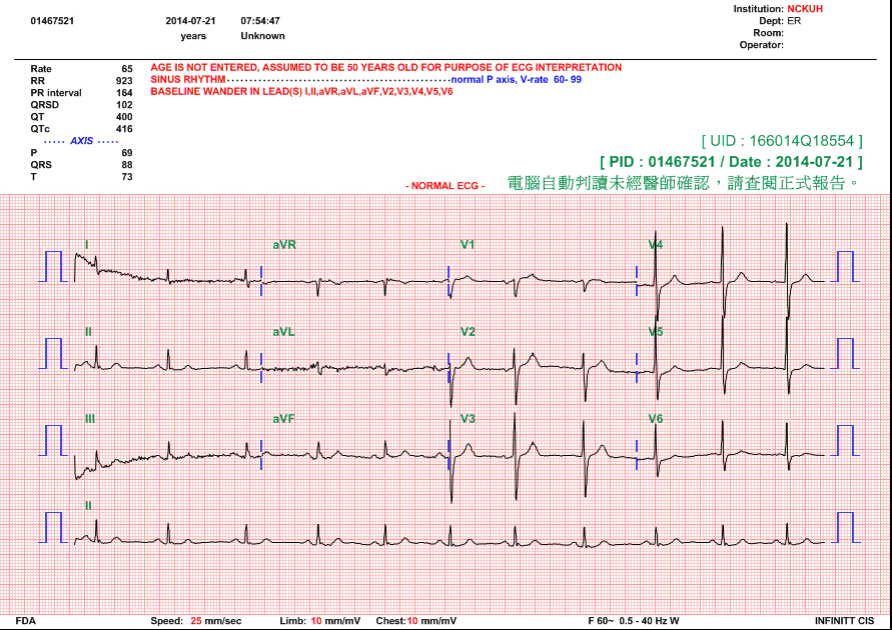 Institution: NCKUH
01467521 2014-07-21 07:54:47 Dept: ER
years Unknown Room:
Operator:
Rate 65 AGE IS NOT ENTERED, ASSUMED TO BE 50 YEARS OLD FOR PURPOSE OF ECG INTERPRETATION
RR 923 SINUS RHYTHM-------------------------------------------------normal P axis, V-rate 60- 99
PR interval 164 BASELINE WANDER IN LEAD(S) I,II,aVR,aVL,aVF,V2,V3,V4,V5,V6
QRSD 102
QT 400
QTc 416
----- AXIS -----
P 69
QRS 88
T 73
[ UID : 166014Q18554 ]
[ PID : 01467521 / Date : 2014-07-21 ]
- NORMAL ECG - 電腦自動判讀未經醫師確認，請查閱正式報告。
I aVR V1 V4
II aVL V2 V5
III aVF V3 V6
II
FDA Speed: 25 mm/sec Limb: 10 mm/mV Chest: 10 mm/mV F 60~ 0.5 - 40 Hz W INFINITT CIS